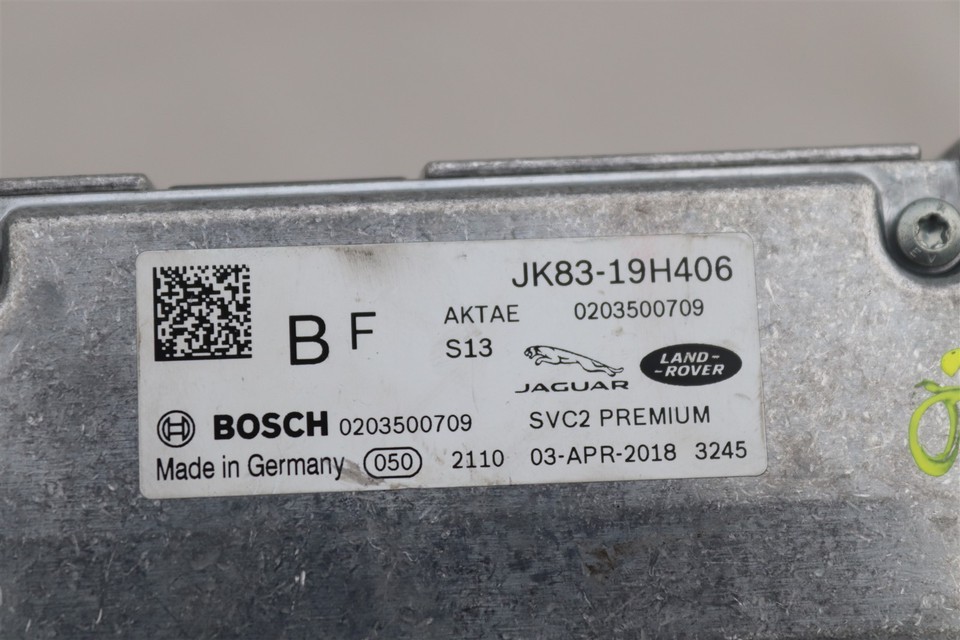 JK83-19H406
B F AKTAE 0203500709
S13
JAGUAR LAND-
-ROVER
BOSCH 0203500709 SVC2 PREMIUM
Made in Germany 050 2110 03-APR-2018 3245